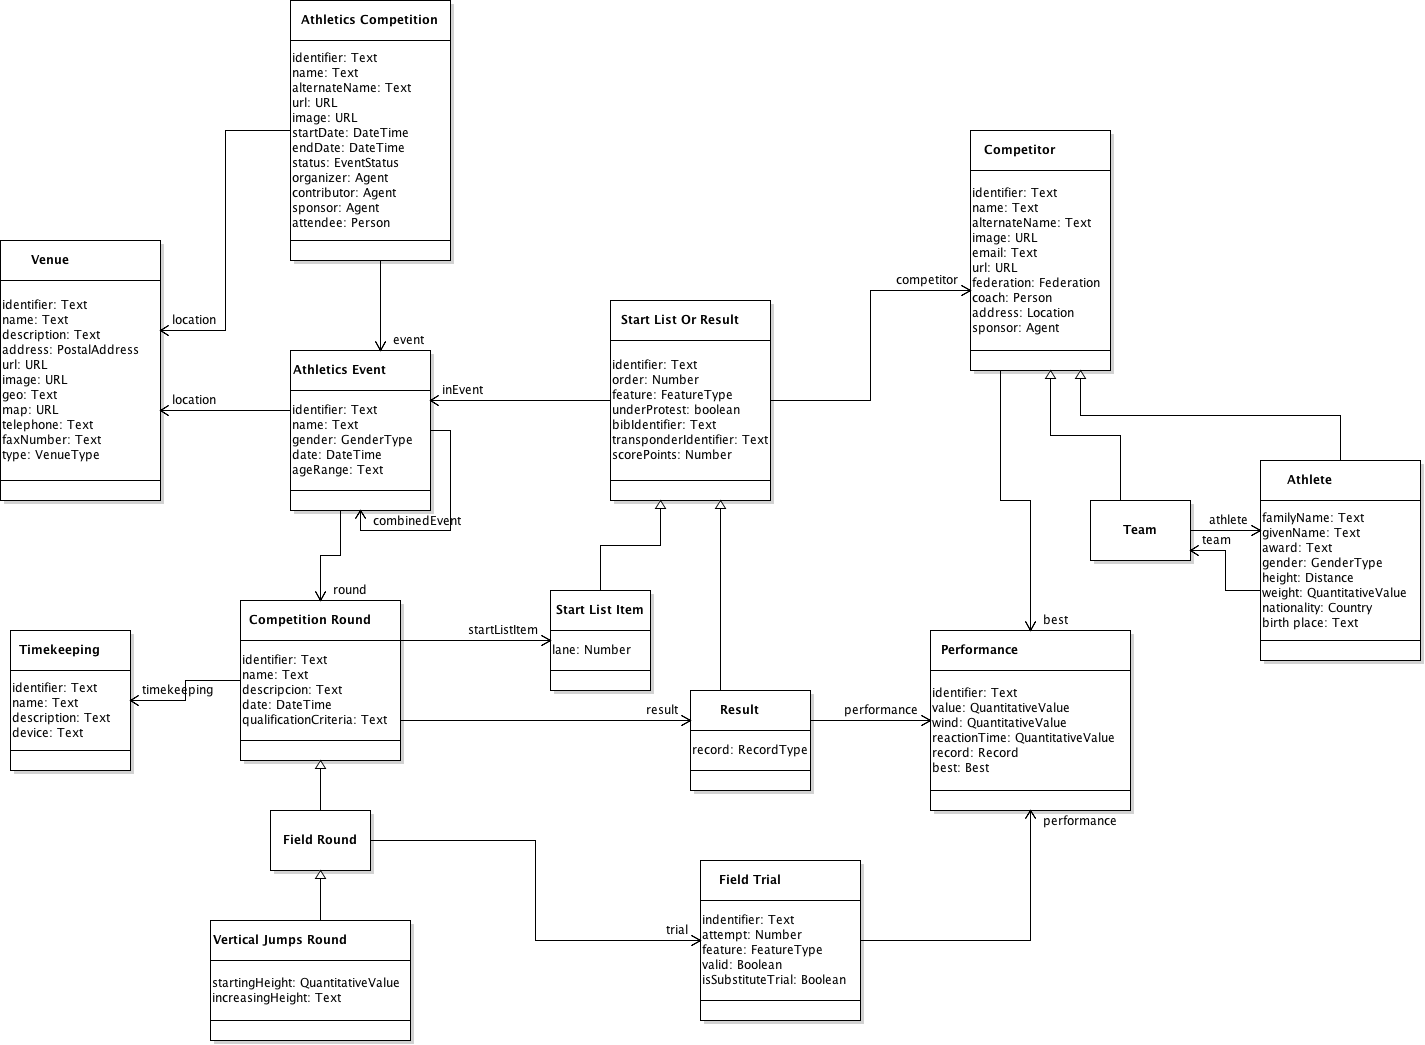 Athletics Competition
identifier: Text
name: Text
alternateName: Text
url: URL
image: URL
startDate: DateTime
endDate: DateTime
status: EventStatus
organizer: Agent
contributor: Agent
sponsor: Agent
attendee: Person
Competitor
identifier: Text
name: Text
alternateName: Text
image: URL
email: Text
url: URL
federation: Federation
coach: Person
address: Location
sponsor: Agent
Venue
identifier: Text
name: Text
description: Text
address: PostalAddress
url: URL
image: URL
geo: Text
map: URL
telephone: Text
faxNumber: Text
type: VenueType
location
location
event
Athletics Event
identifier: Text
name: Text
gender: GenderType
date: DateTime
ageRange: Text
combinedEvent
inEvent
Start List Or Result
identifier: Text
order: Number
feature: FeatureType
underProtest: boolean
bibIdentifier: Text
transponderIdentifier: Text
scorePoints: Number
competitor
Athlete
familyName: Text
givenName: Text
award: Text
gender: GenderType
height: Distance
weight: QuantitativeValue
nationality: Country
birth place: Text
Team
athlete
team
round
Competition Round
identifier: Text
name: Text
descripcion: Text
date: DateTime
qualificationCriteria: Text
startListItem
Start List Item
lane: Number
best
Timekeeping
identifier: Text
name: Text
description: Text
device: Text
timekeeping
result
Result
record: RecordType
performance
Performance
identifier: Text
value: QuantitativeValue
wind: QuantitativeValue
reactionTime: QuantitativeValue
record: Record
best: Best
performance
Field Round
trial
Field Trial
indentifier: Text
attempt: Number
feature: FeatureType
valid: Boolean
isSubstituteTrial: Boolean
Vertical Jumps Round
startingHeight: QuantitativeValue
increasingHeight: Text